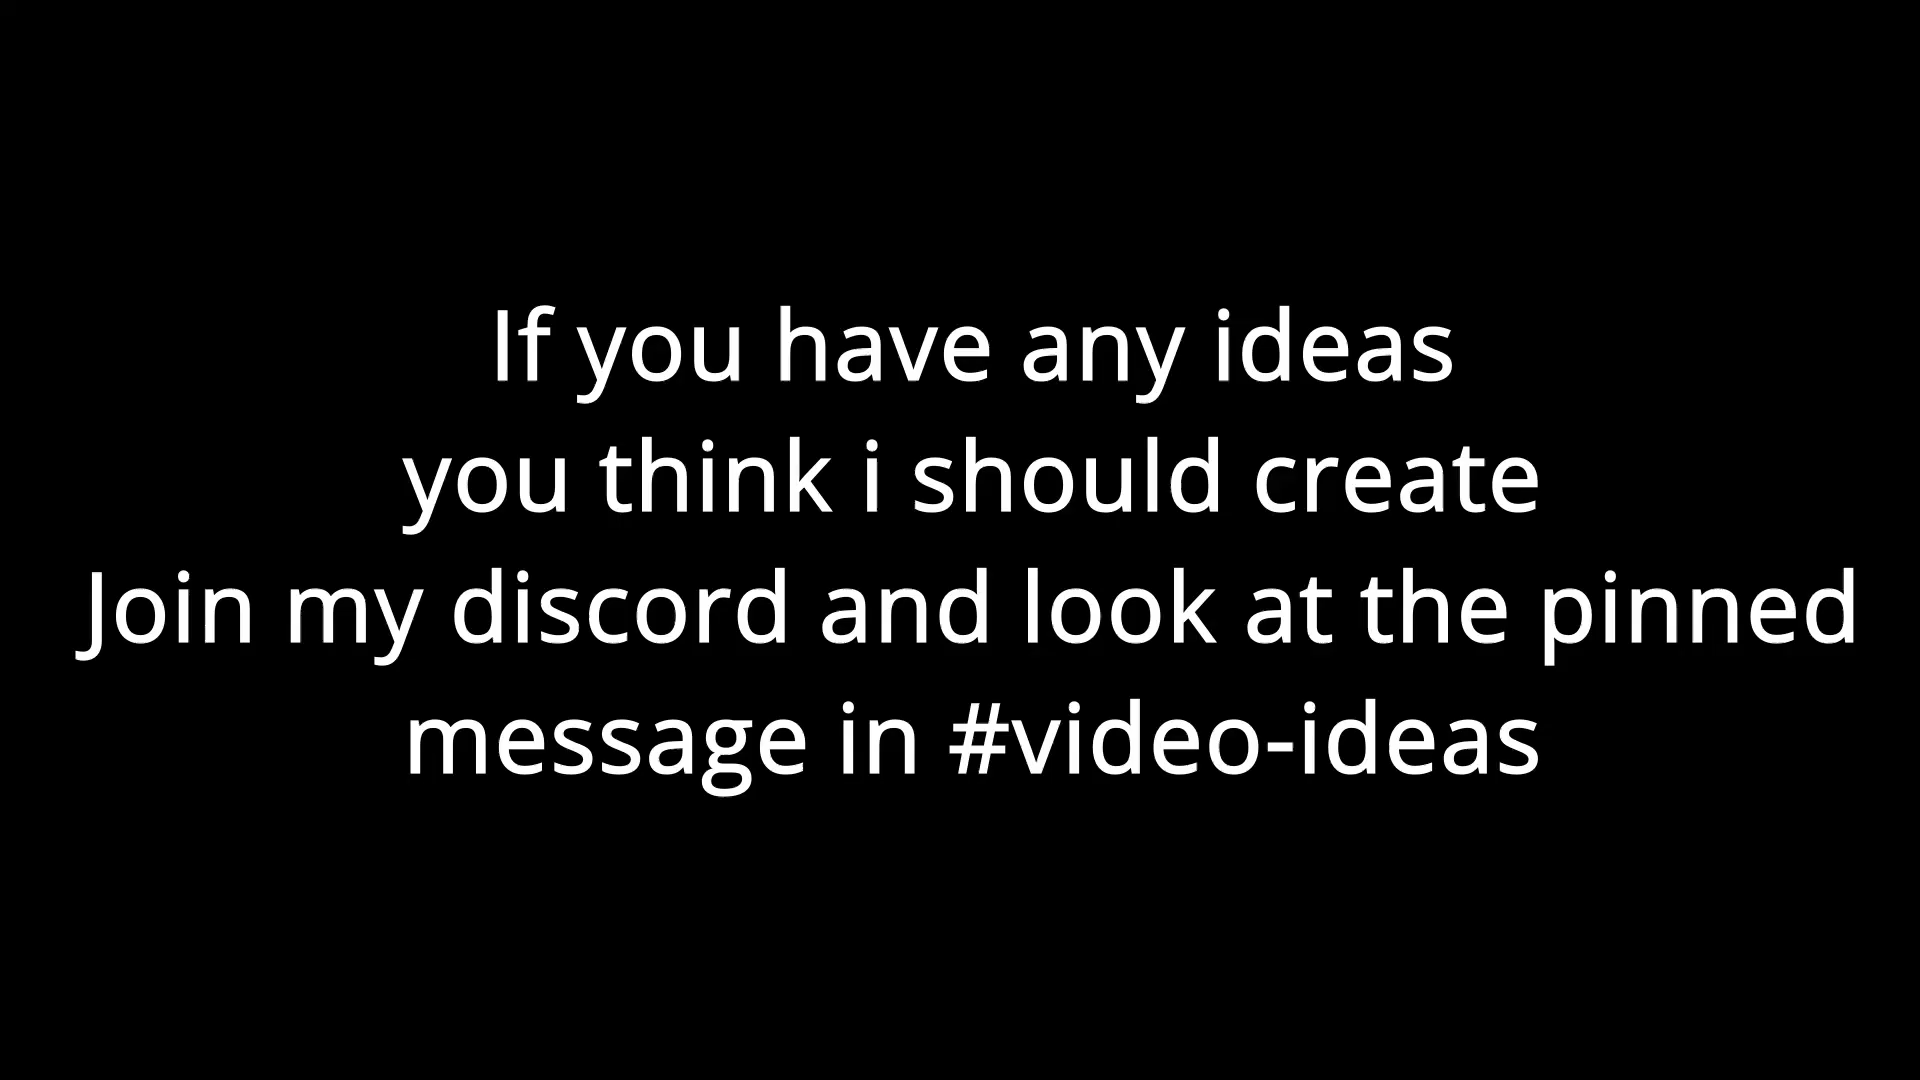 If you have any ideas
you think i should create
Join my discord and look at the pinned
message in #video-ideas